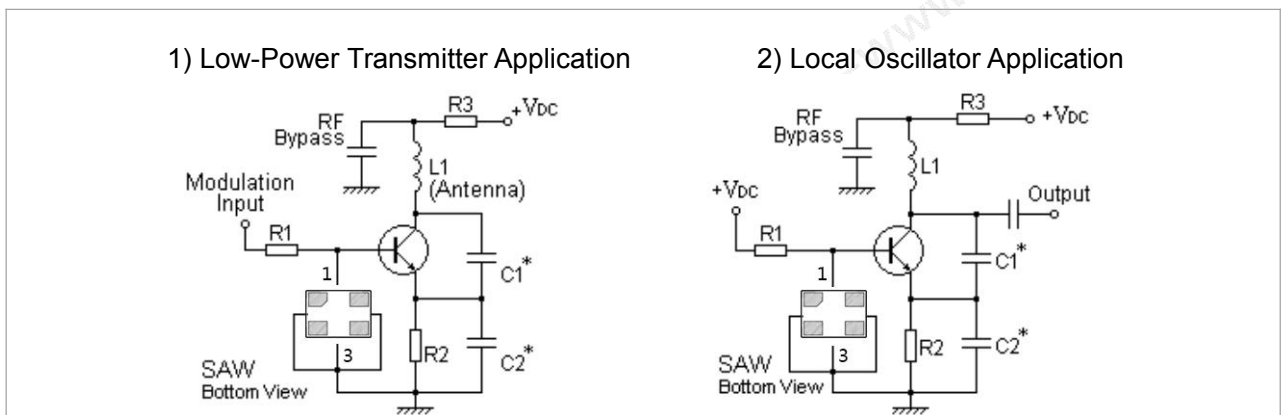 1) Low-Power Transmitter Application
RF
Bypass
R3
+VDC
L1
(Antenna)
Modulation
Input
R1
1
C1*
3
R2
C2*
SAW
Bottom View
2) Local Oscillator Application
RF
Bypass
R3
+VDC
L1
+VDC
Output
R1
1
C1*
3
R2
C2*
SAW
Bottom View